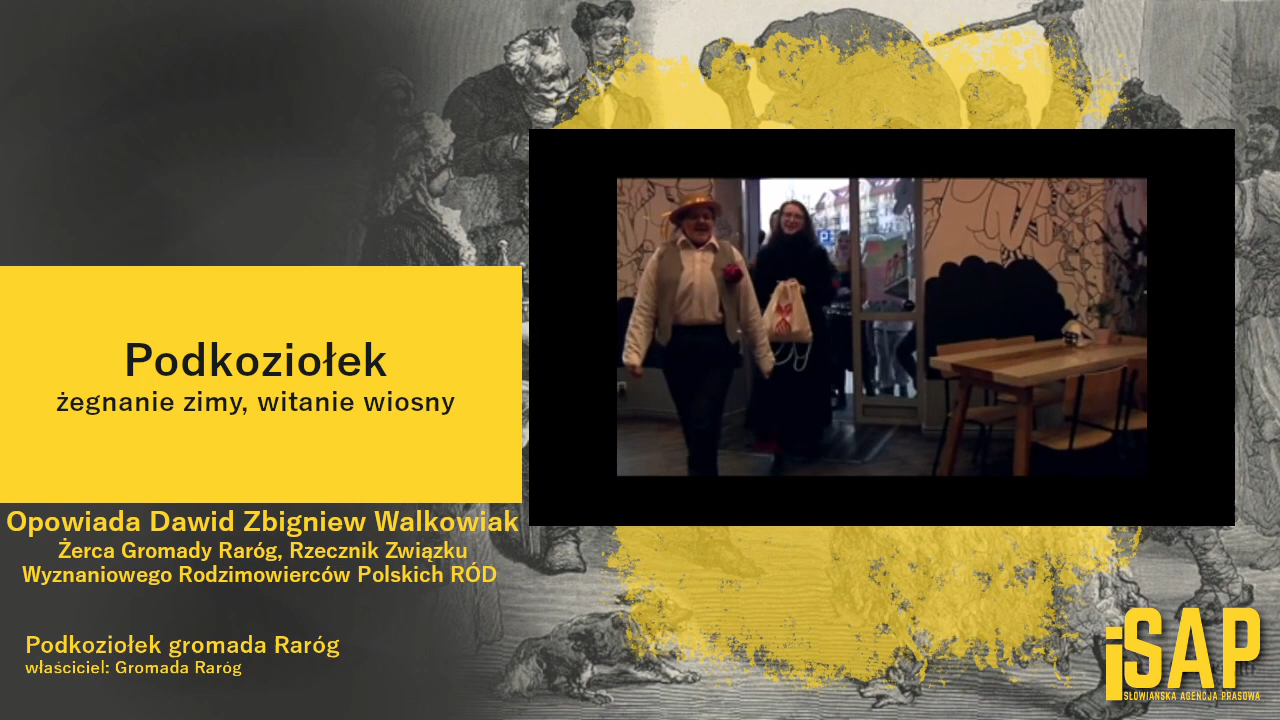 Podkoziołek
żegnanie zimy, witanie wiosny
Opowiada Dawid Zbigniew Walkowiak
Żerca Gromady Raróg, Rzecznik Związku
Wyznaniowego Rodzimowierców Polskich RÓD
Podkoziołek gromada Raróg
właściciel: Gromada Raróg
P
iSAP
SŁOWIAŃSKA AGENCJA PRASOWA